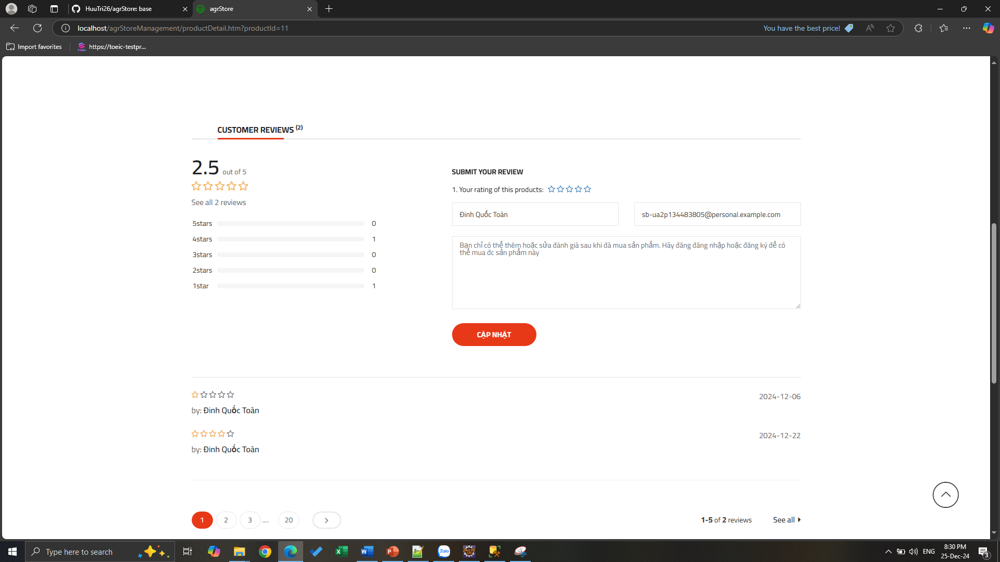 HuuTri26/agrStore: base
agrStore
localhost/agrStoreManagement/productDetail.htm?productId=11
You have the best price!
Import favorites
https://toeic-testpr...
CUSTOMER REVIEWS (2)
2.5 out of 5
See all 2 reviews
5stars 0
4stars 1
3stars 0
2stars 0
1star 1
SUBMIT YOUR REVIEW
1. Your rating of this products:
Đinh Quốc Toàn
sb-ua2p134483805@personal.example.com
Bạn chỉ có thể thêm hoặc sửa đánh giá sau khi đã mua sản phẩm. Hãy đăng đăng nhập hoặc đăng ký để có
thể mua đc sản phẩm này
CẬP NHẬT
2024-12-06
by: Đinh Quốc Toàn
2024-12-22
by: Đinh Quốc Toàn
1 2 3 .... 20
1-5 of 2 reviews
See all
Type here to search
Zalo
ENG
8:30 PM
25-Dec-24
3